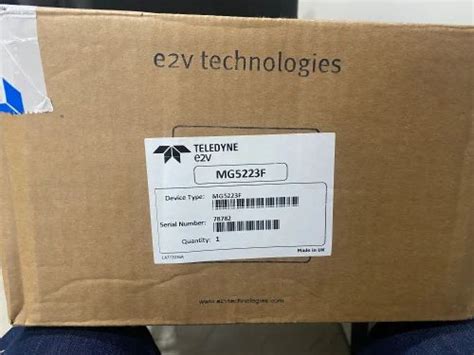 e2v technologies
TELEDYNE
e2v
MG5223F
Device Type: MG5223F
Serial Number: 78782
Quantity: 1
Made in UK
www.e2vtechnologies.com